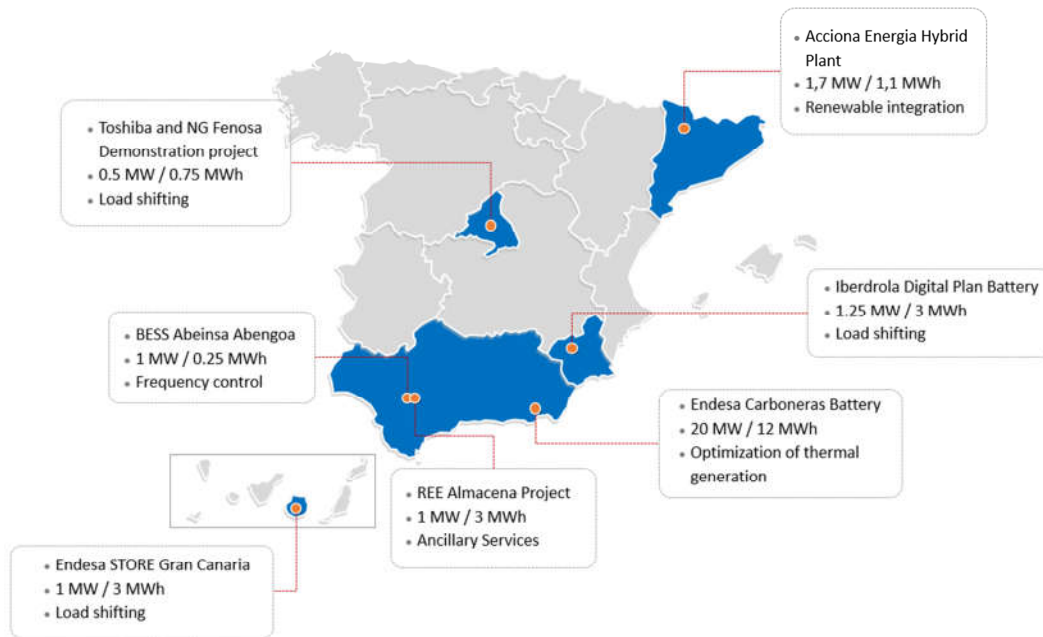 • Acciona Energia Hybrid
Plant
• 1,7 MW / 1,1 MWh
• Renewable integration
• Toshiba and NG Fenosa
Demonstration project
• 0.5 MW / 0.75 MWh
• Load shifting
• Iberdrola Digital Plan Battery
• 1.25 MW / 3 MWh
• Load shifting
• BESS Abeinsa Abengoa
• 1 MW / 0.25 MWh
• Frequency control
• Endesa Carboneras Battery
• 20 MW / 12 MWh
• Optimization of thermal
generation
• REE Almacena Project
• 1 MW / 3 MWh
• Ancillary Services
• Endesa STORE Gran Canaria
• 1 MW / 3 MWh
• Load shifting